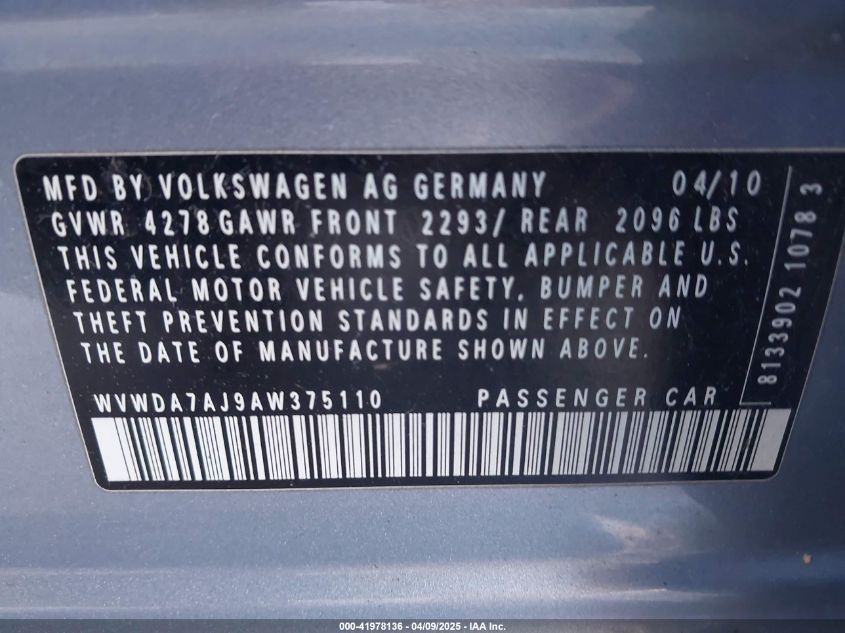 MFD BY VOLKSWAGEN AG GERMANY 04/10
GVWR 4278 GAWR FRONT 2293/ REAR 2096 LBS
THIS VEHICLE CONFORMS TO ALL APPLICABLE U.S.
FEDERAL MOTOR VEHICLE SAFETY, BUMPER AND
THEFT PREVENTION STANDARDS IN EFFECT ON
THE DATE OF MANUFACTURE SHOWN ABOVE.
WVWDA7AJ9AW375110 PASSENGER CAR
8133902 1078 3
000-41978136 - 04/09/2025 - IAA Inc.